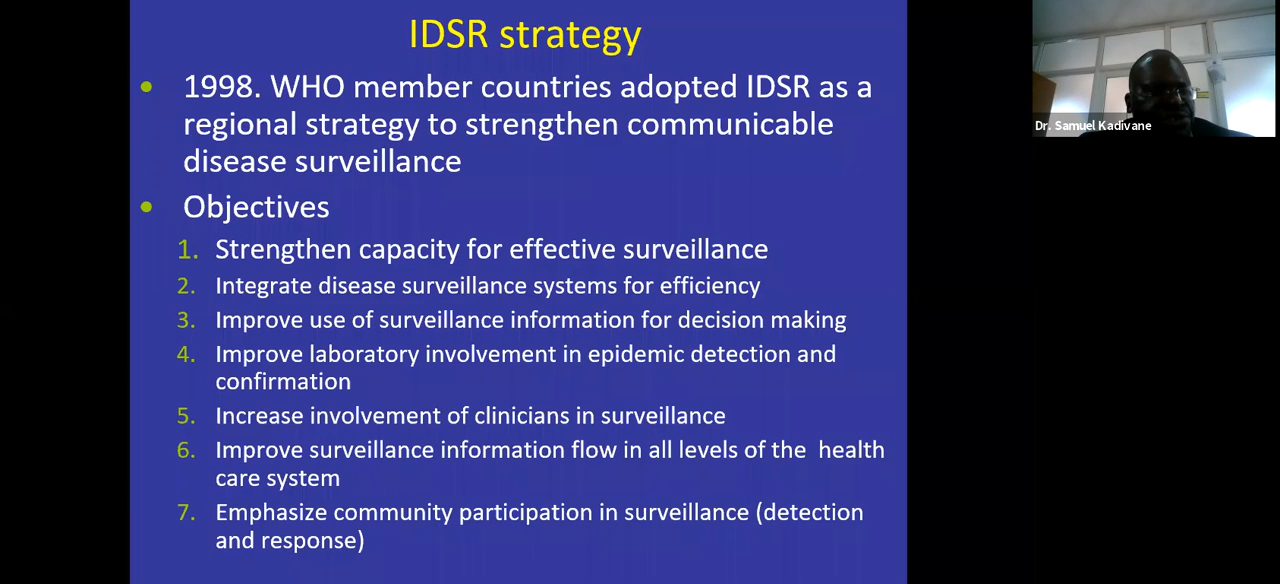 IDSR strategy
• 1998. WHO member countries adopted IDSR as a
regional strategy to strengthen communicable
disease surveillance
• Objectives
1. Strengthen capacity for effective surveillance
2. Integrate disease surveillance systems for efficiency
3. Improve use of surveillance information for decision making
4. Improve laboratory involvement in epidemic detection and
confirmation
5. Increase involvement of clinicians in surveillance
6. Improve surveillance information flow in all levels of the  health
care system
7. Emphasize community participation in surveillance (detection
and response)
Dr. Samuel Kadivane